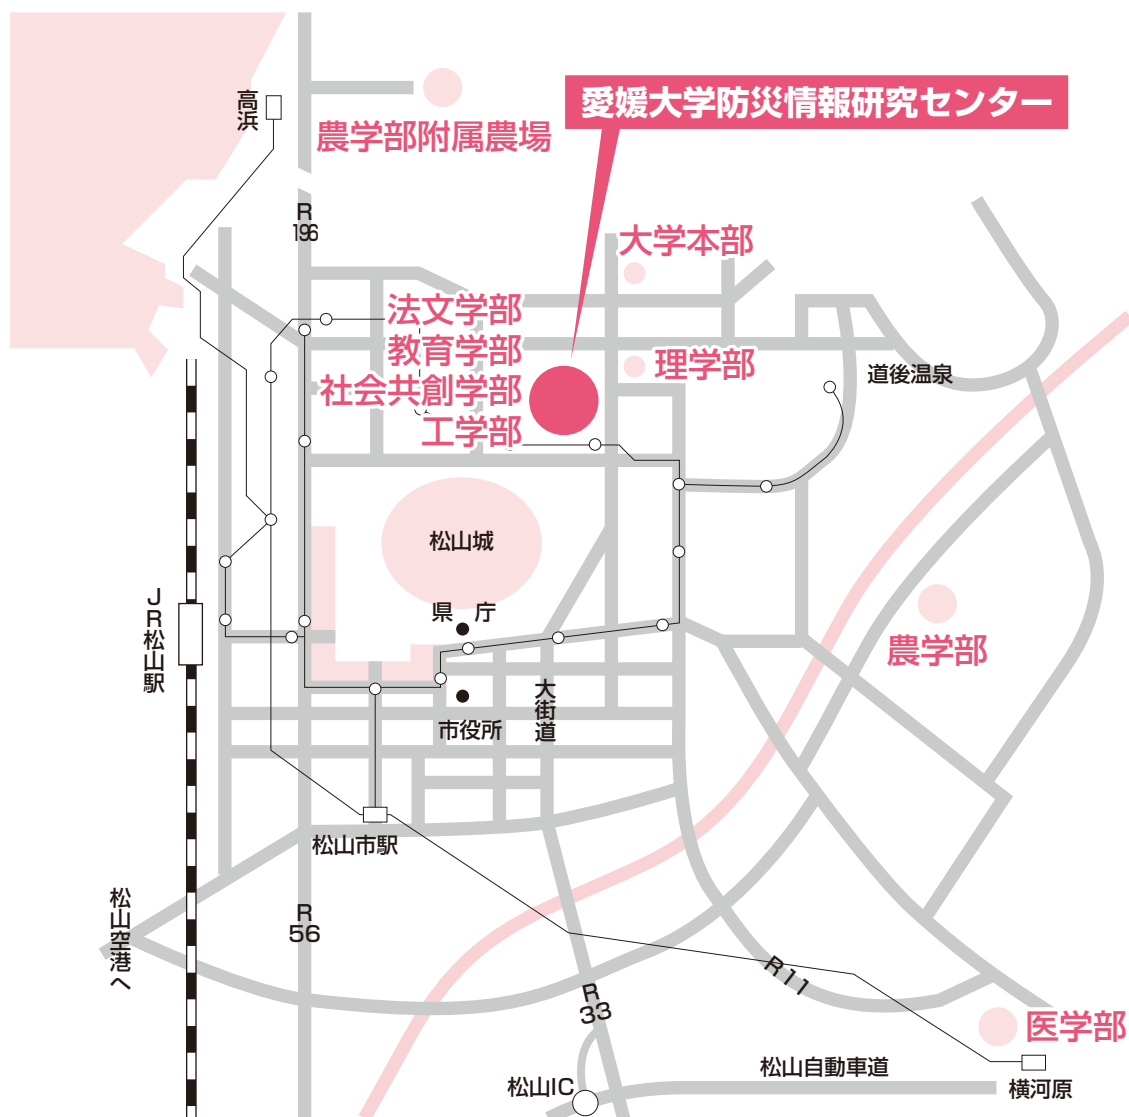 愛媛大学防災情報研究センター
高浜
農学部附属農場
R
196
大学本部
法文学部
教育学部
社会共創学部
工学部
理学部
道後温泉
松山城
県 庁
JR松山駅
農学部
大街道
市役所
松山市駅
松山空港へ
R
56
R11
R
33
医学部
松山自動車道
松山IC
横河原